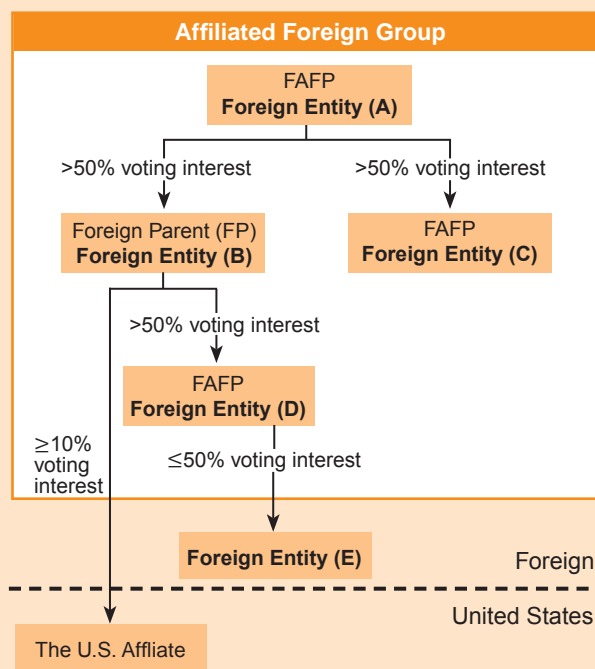 Affiliated Foreign Group
FAFP
Foreign Entity (A)
>50% voting interest
>50% voting interest
Foreign Parent (FP)
Foreign Entity (B)
FAFP
Foreign Entity (C)
>50% voting interest
FAFP
Foreign Entity (D)
≥10%
voting
interest
≤50% voting interest
Foreign Entity (E)
Foreign
United States
The U.S. Affliate